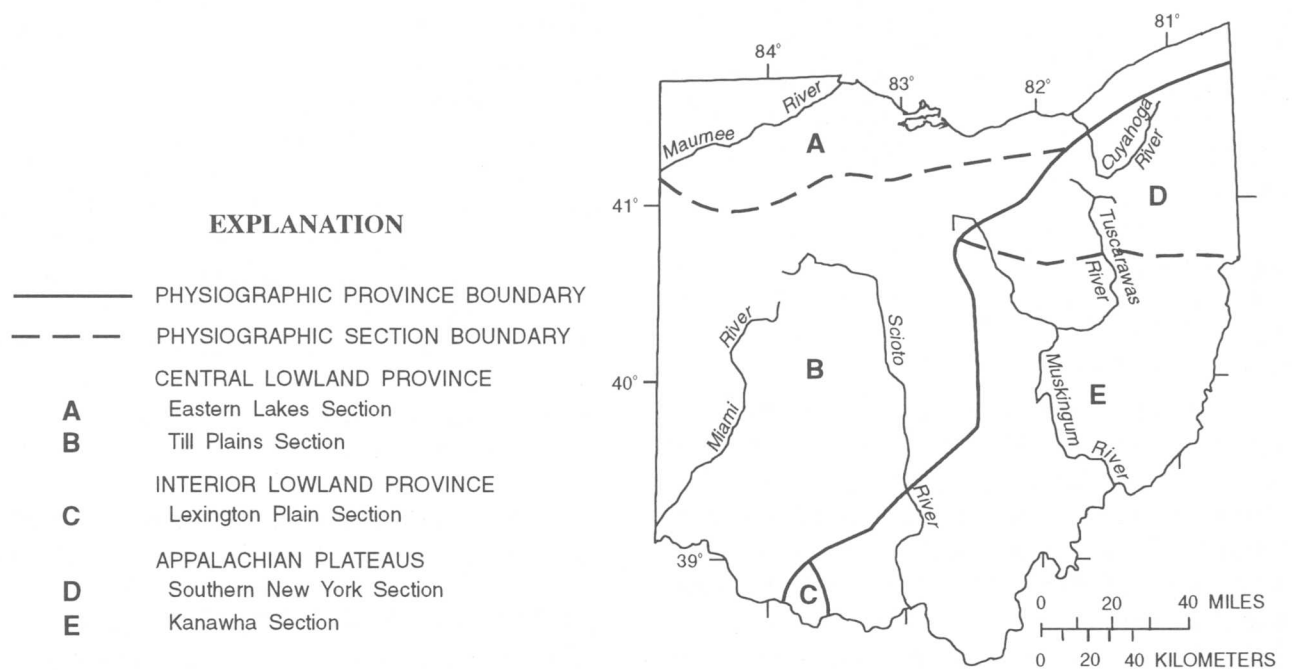 EXPLANATION
PHYSIOGRAPHIC PROVINCE BOUNDARY
PHYSIOGRAPHIC SECTION BOUNDARY
CENTRAL LOWLAND PROVINCE
A Eastern Lakes Section
B Till Plains Section
INTERIOR LOWLAND PROVINCE
C Lexington Plain Section
APPALACHIAN PLATEAUS
D Southern New York Section
E Kanawha Section
84°
83°
82°
81°
41°
40°
39°
Maumee River
A
Cuyahoga River
D
Tuscarawas River
Miami River
B
Scioto River
Muskingum River
E
C
0 20 40 MILES
0 20 40 KILOMETERS